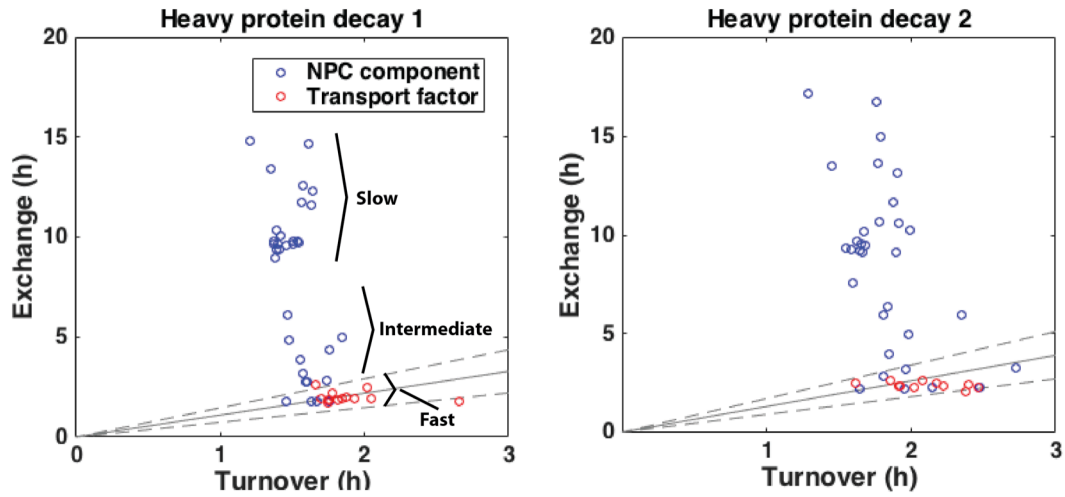 Heavy protein decay 1
Exchange (h)
20
15
10
5
0
NPC component
Transport factor
Slow
Intermediate
Fast
0
1
2
3
Turnover (h)
Heavy protein decay 2
Exchange (h)
20
15
10
5
0
1
2
3
Turnover (h)